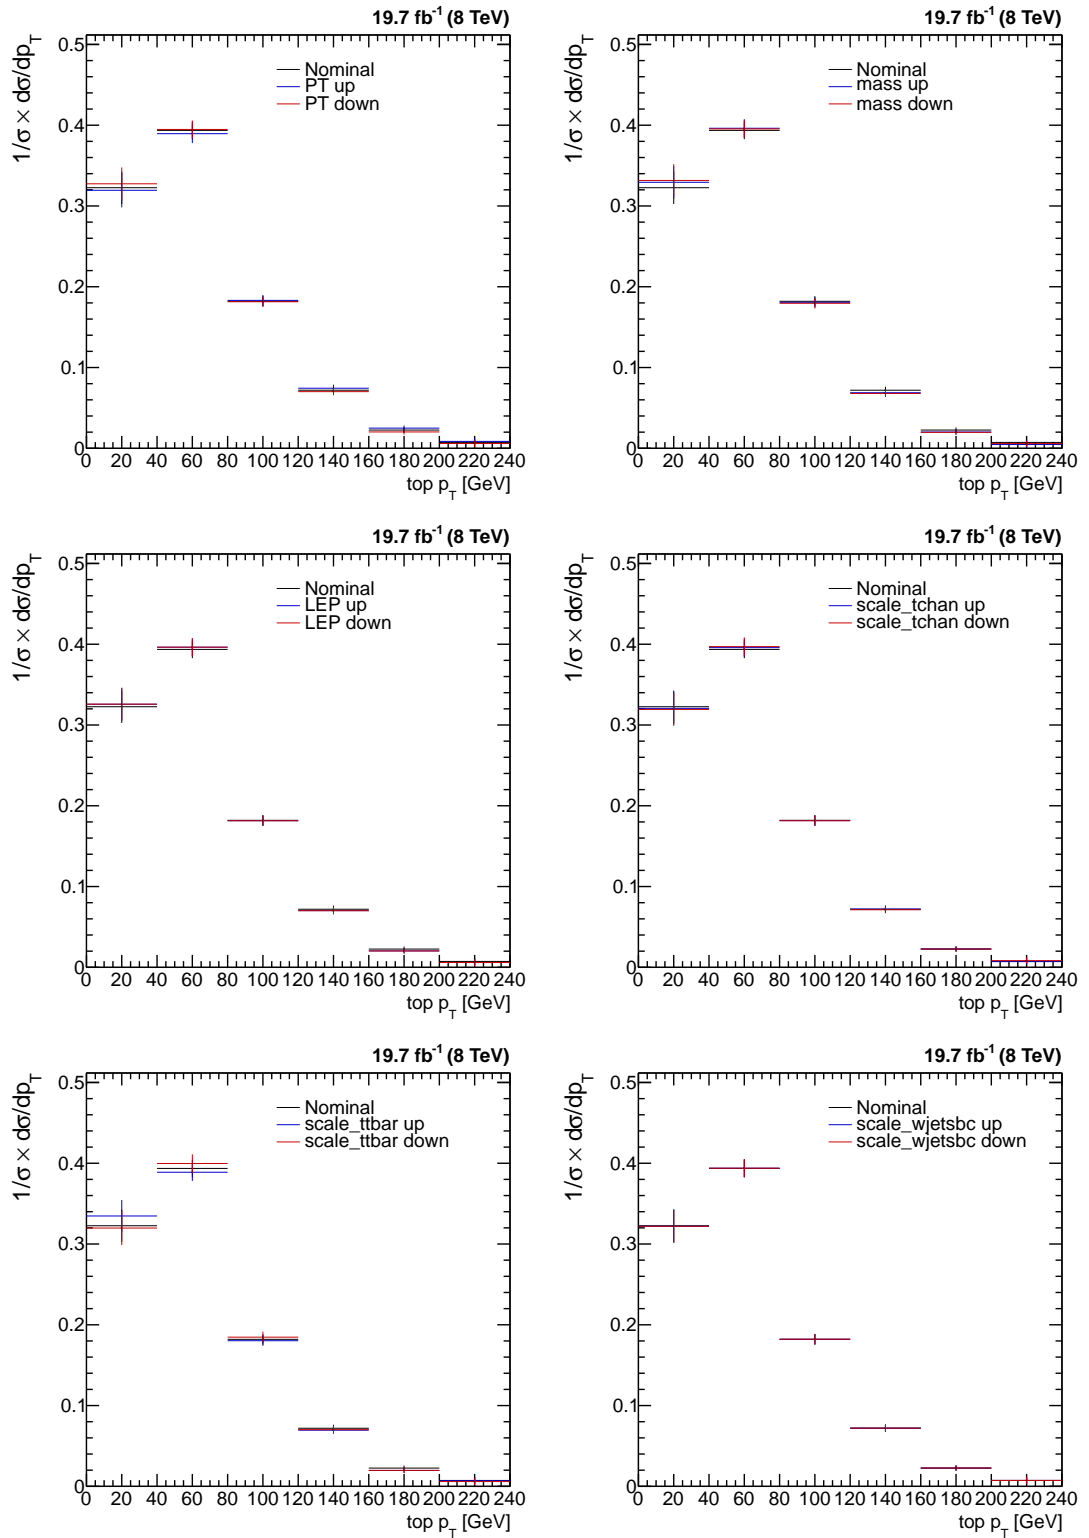 19.7 fb⁻¹ (8 TeV)
1/σ × dσ/dp_T
0.5
0.4
0.3
0.2
0.1
0
Nominal
PT up
PT down
0 20 40 60 80 100 120 140 160 180 200 220 240
top p_T [GeV]
19.7 fb⁻¹ (8 TeV)
1/σ × dσ/dp_T
0.5
0.4
0.3
0.2
0.1
0
Nominal
mass up
mass down
0 20 40 60 80 100 120 140 160 180 200 220 240
top p_T [GeV]
19.7 fb⁻¹ (8 TeV)
1/σ × dσ/dp_T
0.5
0.4
0.3
0.2
0.1
0
Nominal
LEP up
LEP down
0 20 40 60 80 100 120 140 160 180 200 220 240
top p_T [GeV]
19.7 fb⁻¹ (8 TeV)
1/σ × dσ/dp_T
0.5
0.4
0.3
0.2
0.1
0
Nominal
scale_tchan up
scale_tchan down
0 20 40 60 80 100 120 140 160 180 200 220 240
top p_T [GeV]
19.7 fb⁻¹ (8 TeV)
1/σ × dσ/dp_T
0.5
0.4
0.3
0.2
0.1
0
Nominal
scale_ttbar up
scale_ttbar down
0 20 40 60 80 100 120 140 160 180 200 220 240
top p_T [GeV]
19.7 fb⁻¹ (8 TeV)
1/σ × dσ/dp_T
0.5
0.4
0.3
0.2
0.1
0
Nominal
scale_wjetsbc up
scale_wjetsbc down
0 20 40 60 80 100 120 140 160 180 200 220 240
top p_T [GeV]